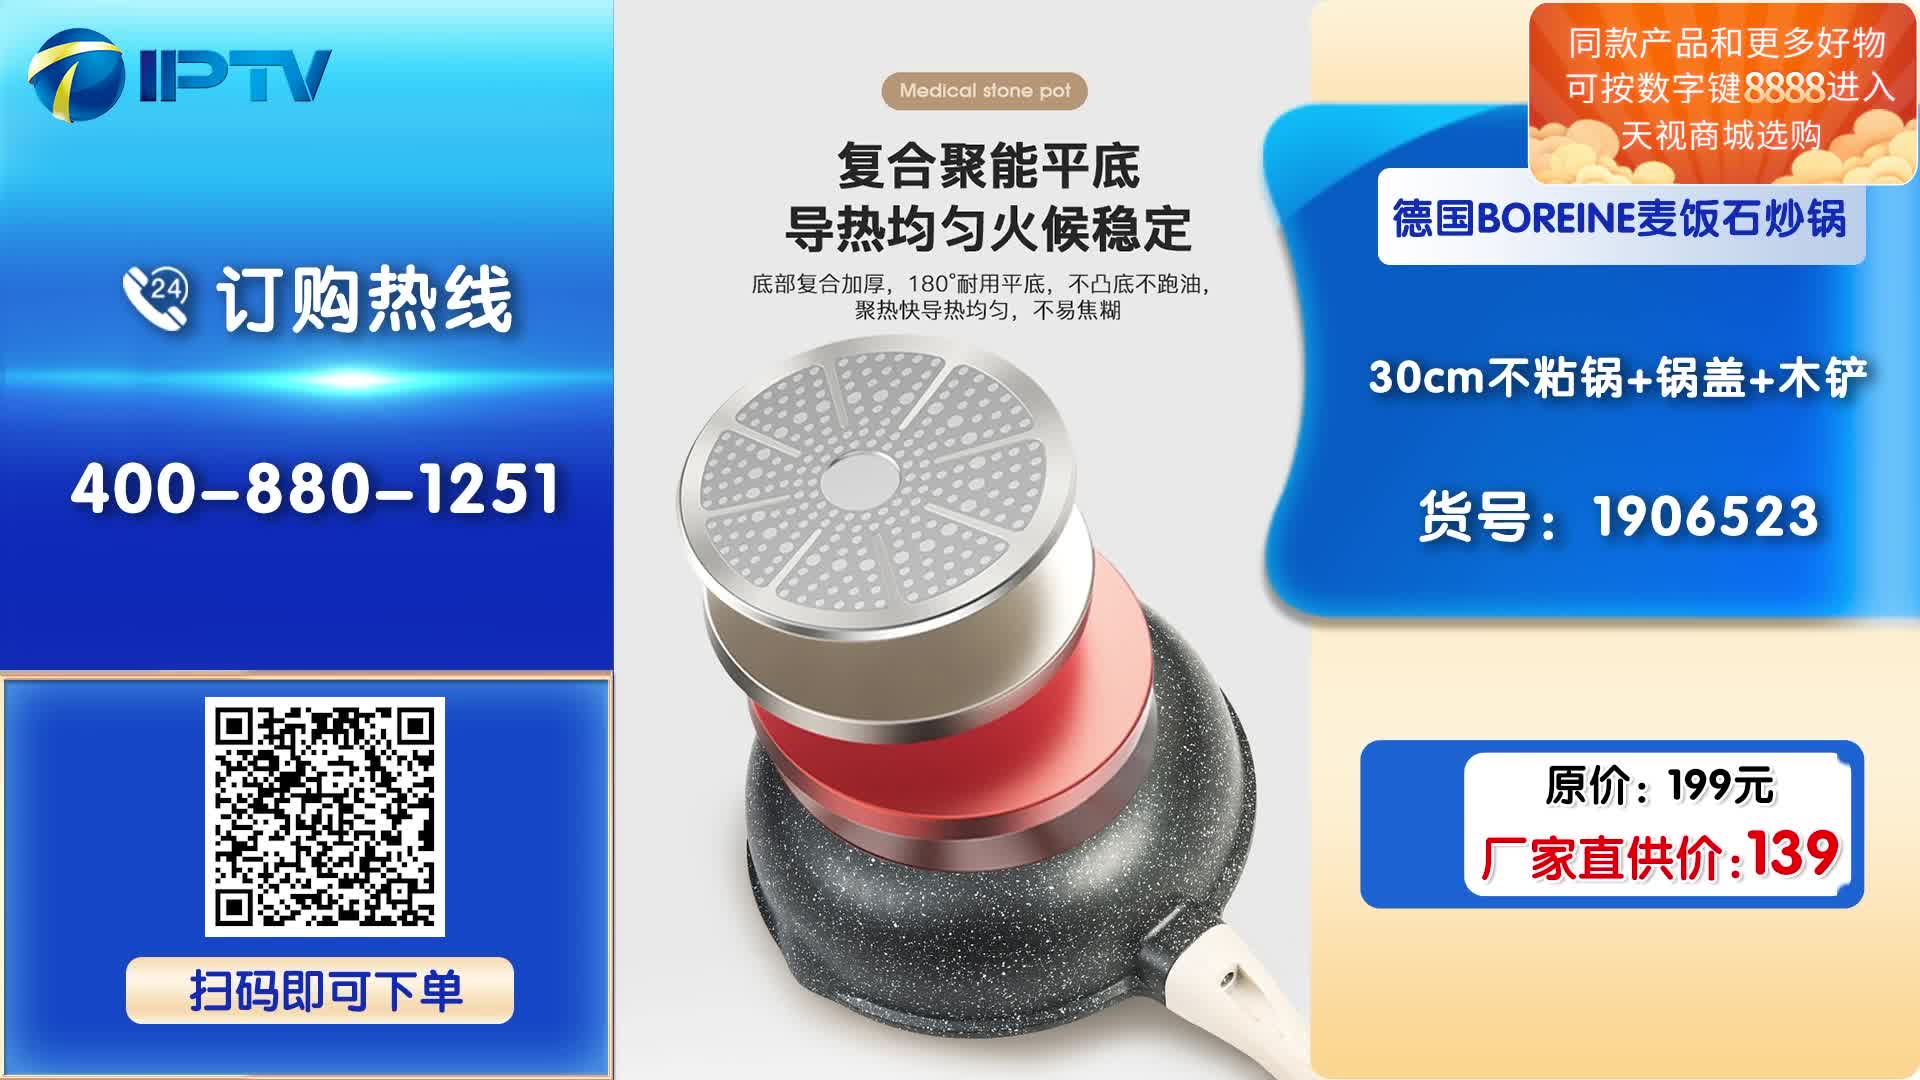 IPTV
24 订购热线
400-880-1251
扫码即可下单
Medical stone pot
复合聚能平底
导热均匀火候稳定
底部复合加厚，180°耐用平底，不凸底不跑油，
聚热快导热均匀，不易焦糊
同款产品和更多好物
可按数字键8888进入
天视商城选购
德国BOREINE麦饭石炒锅
30cm不粘锅+锅盖+木铲
货号：1906523
原价：199元
厂家直供价:139